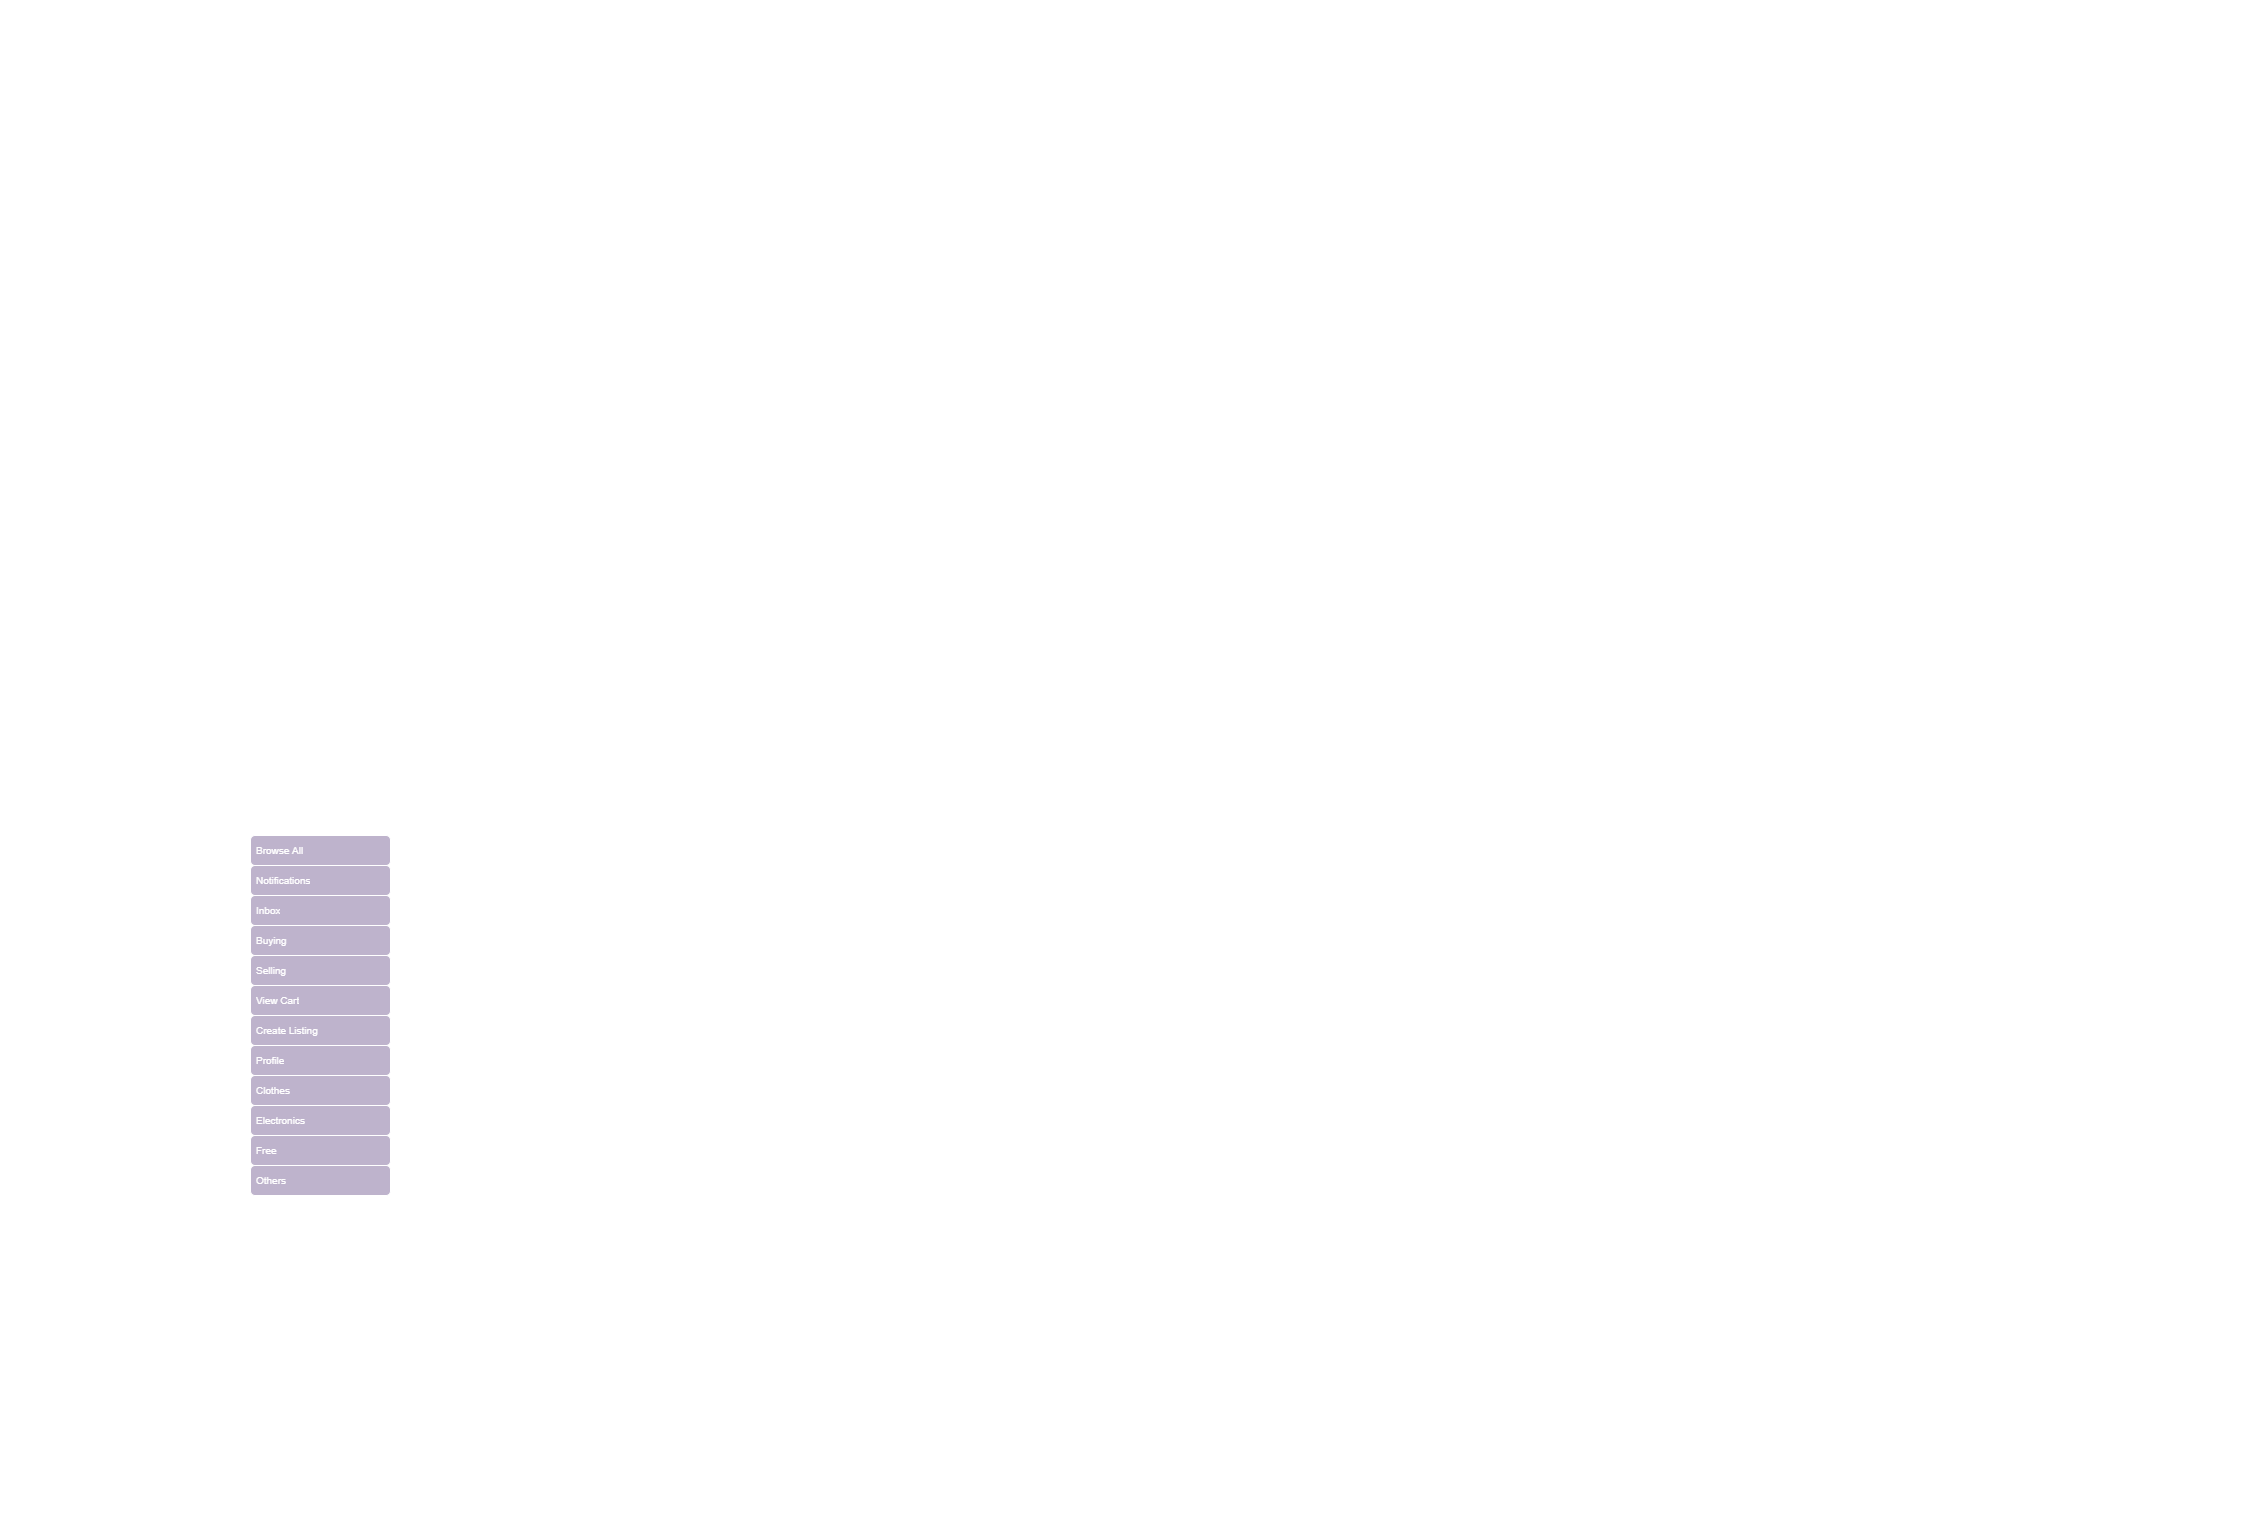 Browse All
Notifications
Inbox
Buying
Selling
View Cart
Create Listing
Profile
Clothes
Electronics
Free
Others